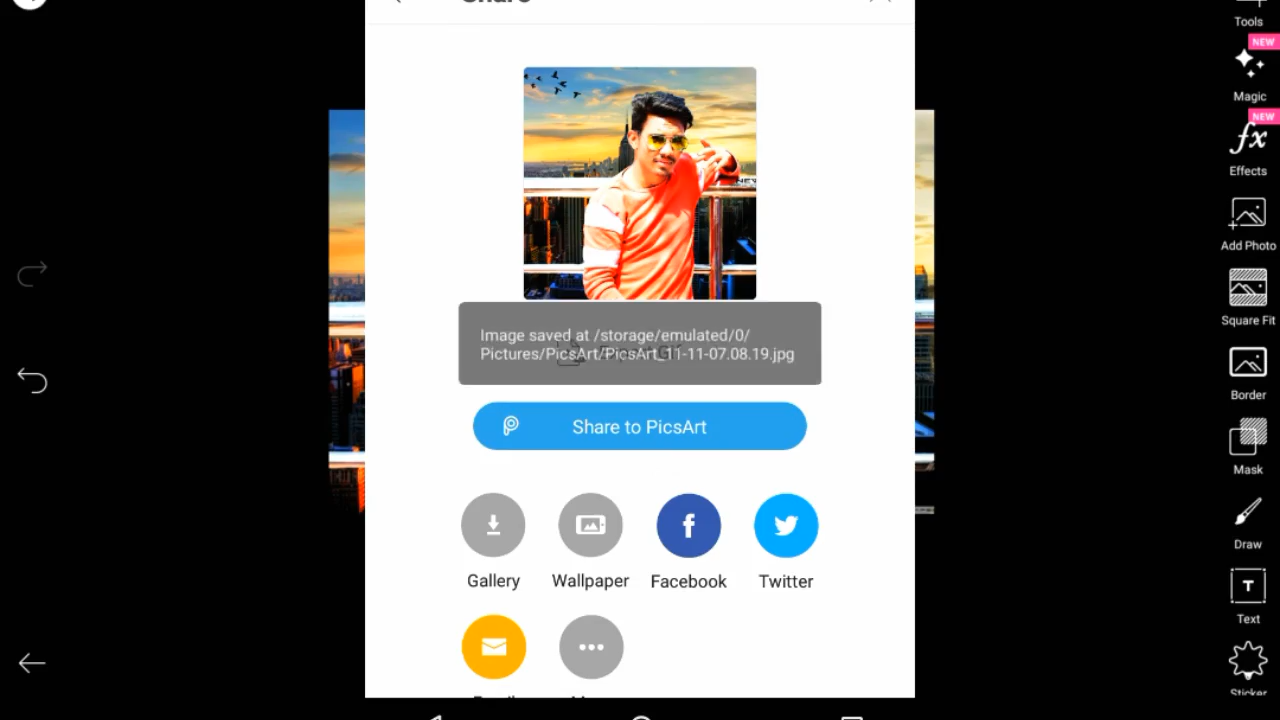 Share
Tools
NEW
Magic
NEW
Effects
Add Photo
Square Fit
Border
Mask
Draw
Text
Sticker
NEW
Image saved at /storage/emulated/0/
Pictures/PicsArt/PicsArt_11-11-07.08.19.jpg
Share to PicsArt
Gallery
Wallpaper
Facebook
Twitter